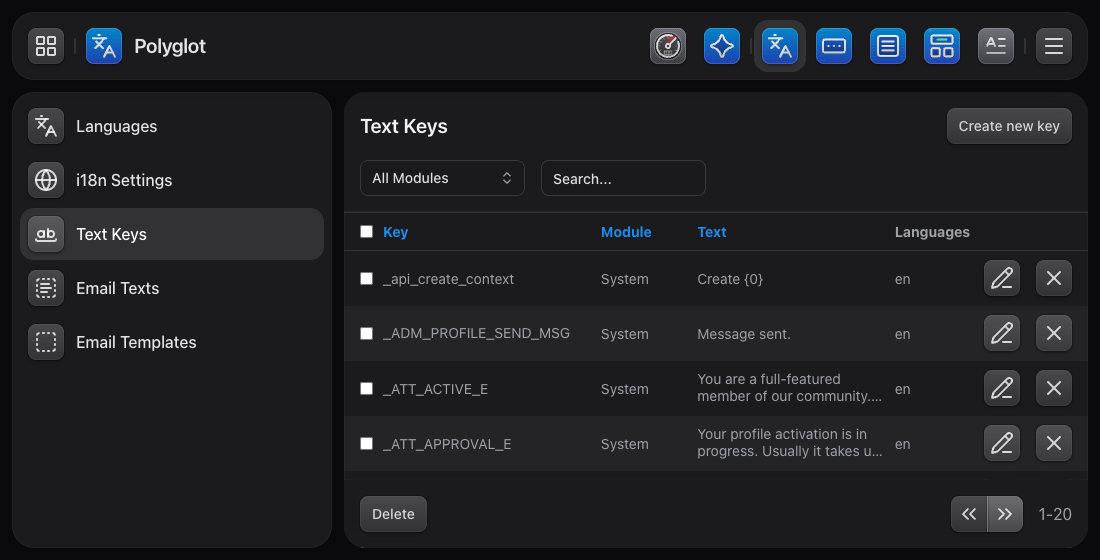 Polyglot
Languages
i18n Settings
Text Keys
Email Texts
Email Templates
Text Keys
Create new key
All Modules
Search...
Key Module Text Languages
_api_create_context System Create {0} en
_ADM_PROFILE_SEND_MSG System Message sent. en
_ATT_ACTIVE_E System You are a full-featured
member of our community.... en
_ATT_APPROVAL_E System Your profile activation is in
progress. Usually it takes u... en
Delete
1-20